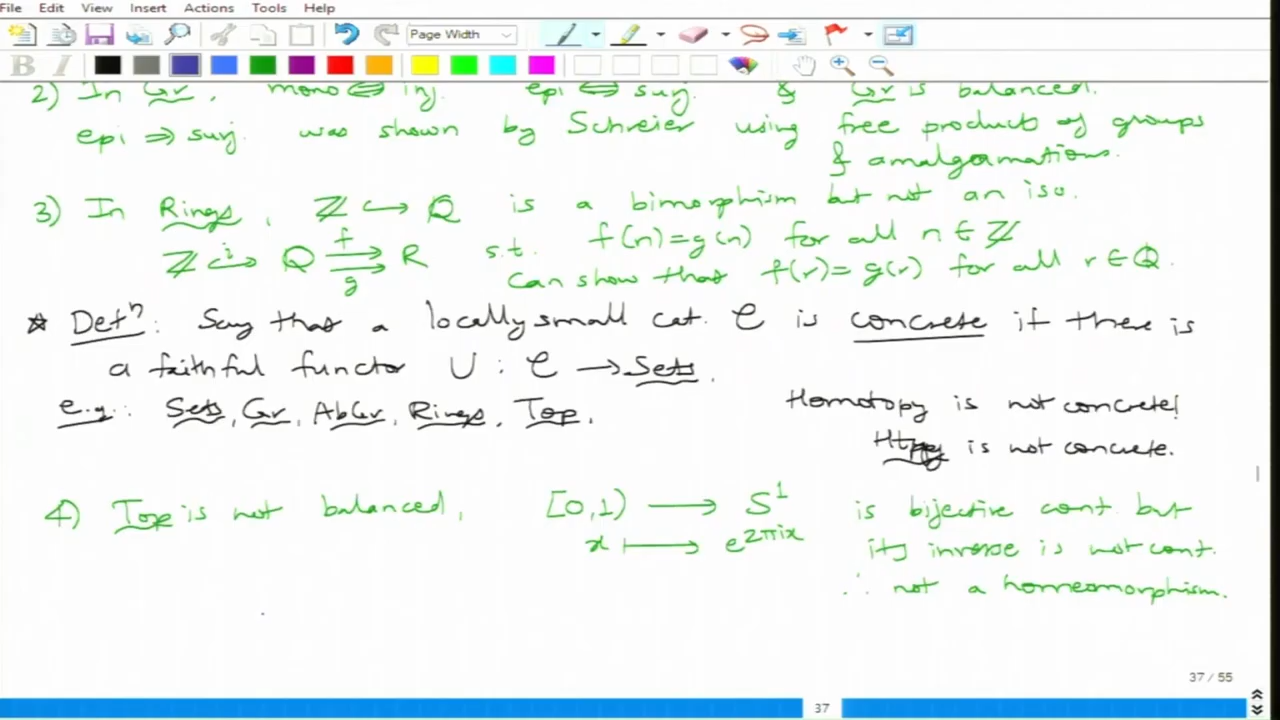 File Edit View Insert Actions Tools Help
Page Width
B I
2) In Gr, mono ⟺ inj. epi ⟺ surj. & Gr is balanced.
epi ⇒ surj. was shown by Schreier using free products of groups
& amalgamations.
3) In Rings, ℤ ↪ ℚ is a bimorphism but not an iso.
ℤ ↪ⁱ ℚ ⇉ R s.t. f(n)=g(n) for all n ∈ ℤ
f
g
can show that f(r)=g(r) for all r ∈ ℚ.
* Defⁿ: Say that a locally small cat. C is concrete if there is
a faithful functor U : C → Sets.
e.g.: Sets, Gr, AbGr, Rings, Top.
Homotopy is not concrete!
Htpy is not concrete.
4) Top is not balanced, [0,1) → S¹ is bijective cont. but
x ↦ e^{2πix} its inverse is not cont.
∴ not a homeomorphism.
37 / 55
37